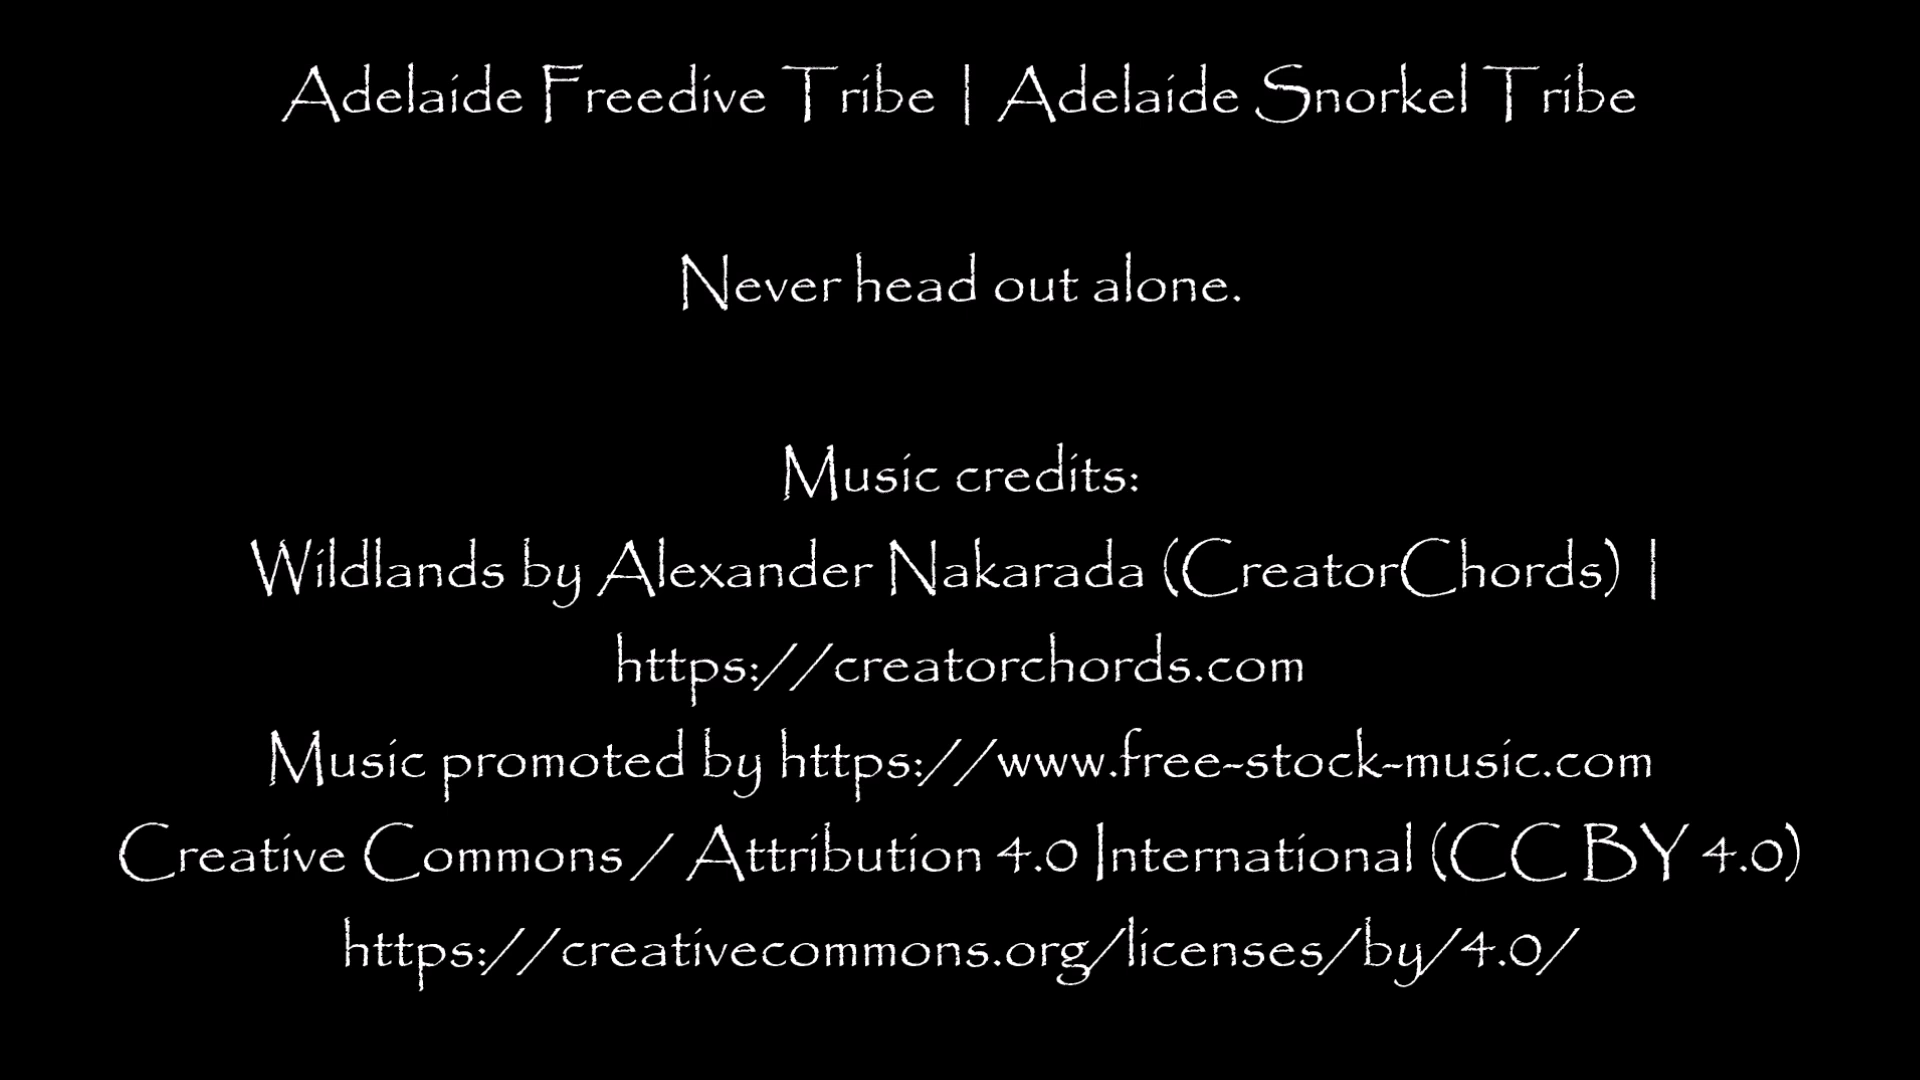 Adelaide Freedive Tribe | Adelaide Snorkel Tribe
Never head out alone.
Music credits:
Wildlands by Alexander Nakarada (CreatorChords) |
https://creatorchords.com
Music promoted by https://www.free-stock-music.com
Creative Commons / Attribution 4.0 International (CC BY 4.0)
https://creativecommons.org/licenses/by/4.0/